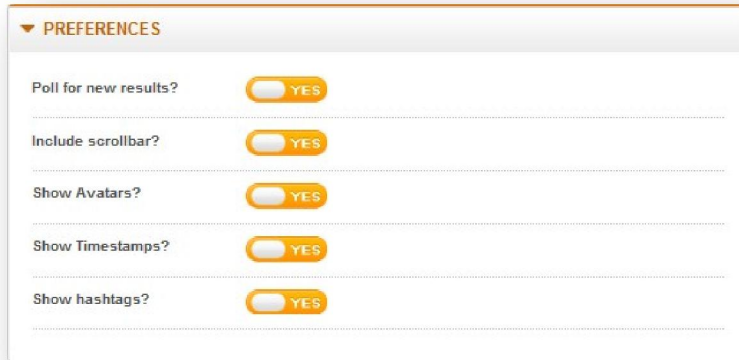 PREFERENCES
Poll for new results? YES
Include scrollbar? YES
Show Avatars? YES
Show Timestamps? YES
Show hashtags? YES